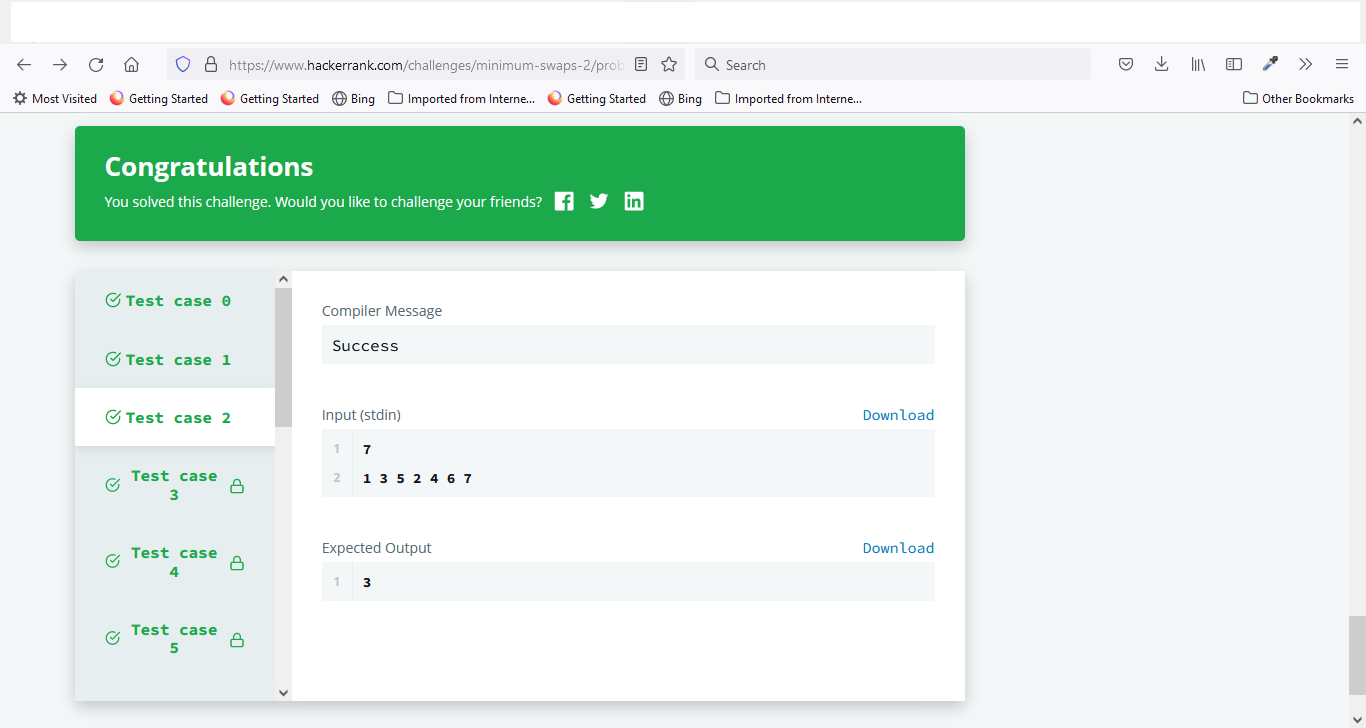 https://www.hackerrank.com/challenges/minimum-swaps-2/prob
Search
Most Visited Getting Started Getting Started Bing Imported from Interne... Getting Started Bing Imported from Interne... Other Bookmarks
Congratulations
You solved this challenge. Would you like to challenge your friends?
Test case 0
Test case 1
Test case 2
Test case
3
Test case
4
Test case
5
Compiler Message
Success
Input (stdin) Download
1 7
2 1 3 5 2 4 6 7
Expected Output Download
1 3